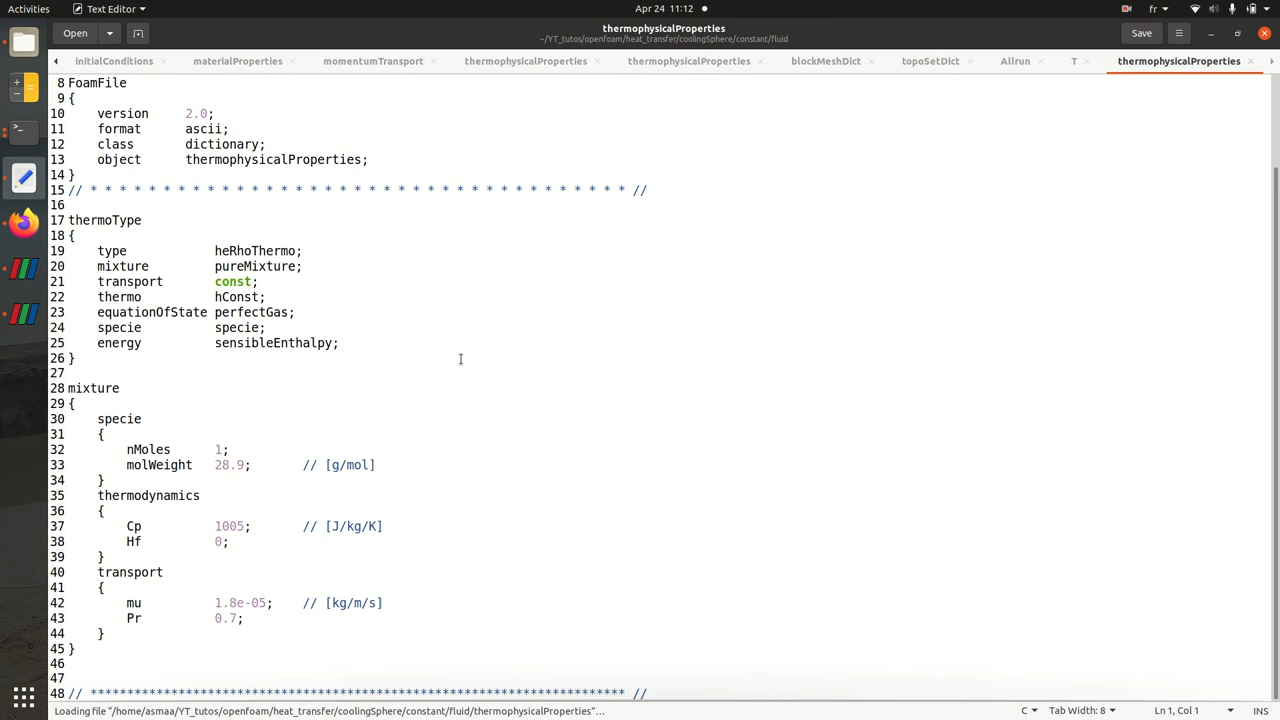 Activities
Text Editor
Apr 24 11:12
fr
Open
thermophysicalProperties
~/YT_tutos/openfoam/heat_transfer/coolingSphere/constant/fluid
Save
initialConditions
materialProperties
momentumTransport
thermophysicalProperties
thermophysicalProperties
blockMeshDict
topoSetDict
Allrun
T
thermophysicalProperties
8 FoamFile
9 {
10 version 2.0;
11 format ascii;
12 class dictionary;
13 object thermophysicalProperties;
14 }
15 // * * * * * * * * * * * * * * * * * * * * * * * * * * * * * * * * * * * * * //
16
17 thermoType
18 {
19 type heRhoThermo;
20 mixture pureMixture;
21 transport const;
22 thermo hConst;
23 equationOfState perfectGas;
24 specie specie;
25 energy sensibleEnthalpy;
26 }
27
28 mixture
29 {
30 specie
31 {
32 nMoles 1;
33 molWeight 28.9; // [g/mol]
34 }
35 thermodynamics
36 {
37 Cp 1005; // [J/kg/K]
38 Hf 0;
39 }
40 transport
41 {
42 mu 1.8e-05; // [kg/m/s]
43 Pr 0.7;
44 }
45 }
46
47
48 // ************************************************************************* //
Loading file "/home/asmaa/YT_tutos/openfoam/heat_transfer/coolingSphere/constant/fluid/thermophysicalProperties"…
C
Tab Width: 8
Ln 1, Col 1
INS